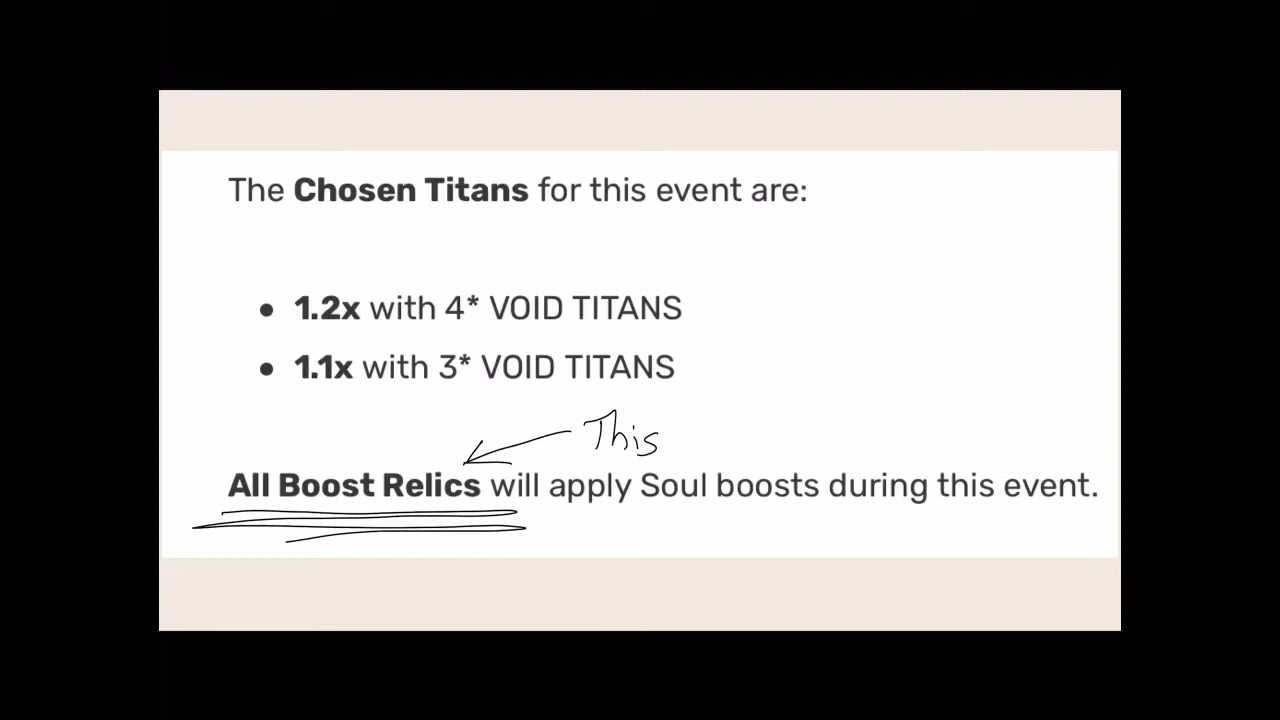 The Chosen Titans for this event are:
● 1.2x with 4* VOID TITANS
● 1.1x with 3* VOID TITANS
This
All Boost Relics will apply Soul boosts during this event.